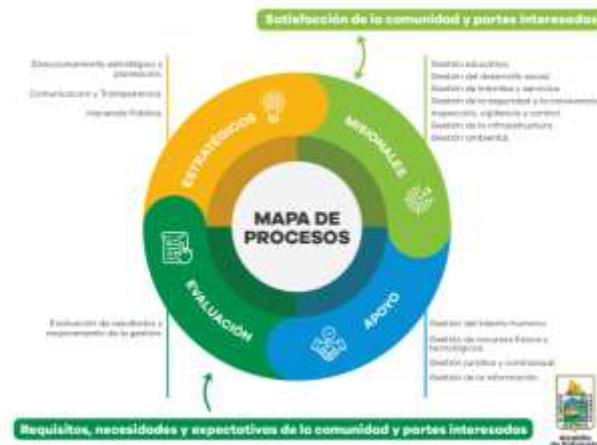 Satisfacción de la comunidad y partes interesadas
Direccionamiento estratégico y
planeación
Comunicación y Transparencia
Hacienda Pública
Gestión educativa
Gestión del desarrollo social
Gestión de trámites y servicios
Gestión de la seguridad y la convivencia
Inspección, vigilancia y control
Gestión de la infraestructura
Gestión ambiental
ESTRATÉGICOS
MISIONALES
MAPA DE
PROCESOS
EVALUACIÓN
APOYO
Evaluación de resultados y
mejoramiento de la gestión
Gestión del talento humano
Gestión de recursos físicos y
tecnológicos
Gestión jurídica y contractual
Gestión de la información
Requisitos, necesidades y expectativas de la comunidad y partes interesadas
Alcaldía